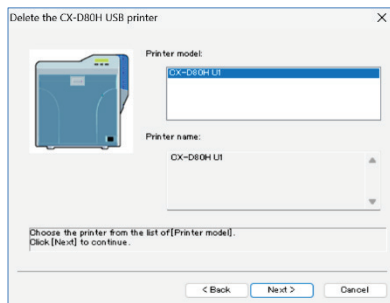 Delete the CX-D80H USB printer
Printer model:
CX-D80H U1
Printer name:
CX-D80H U1
Choose the printer from the list of[Printer model].
Click [Next] to continue.
< Back
Next >
Cancel